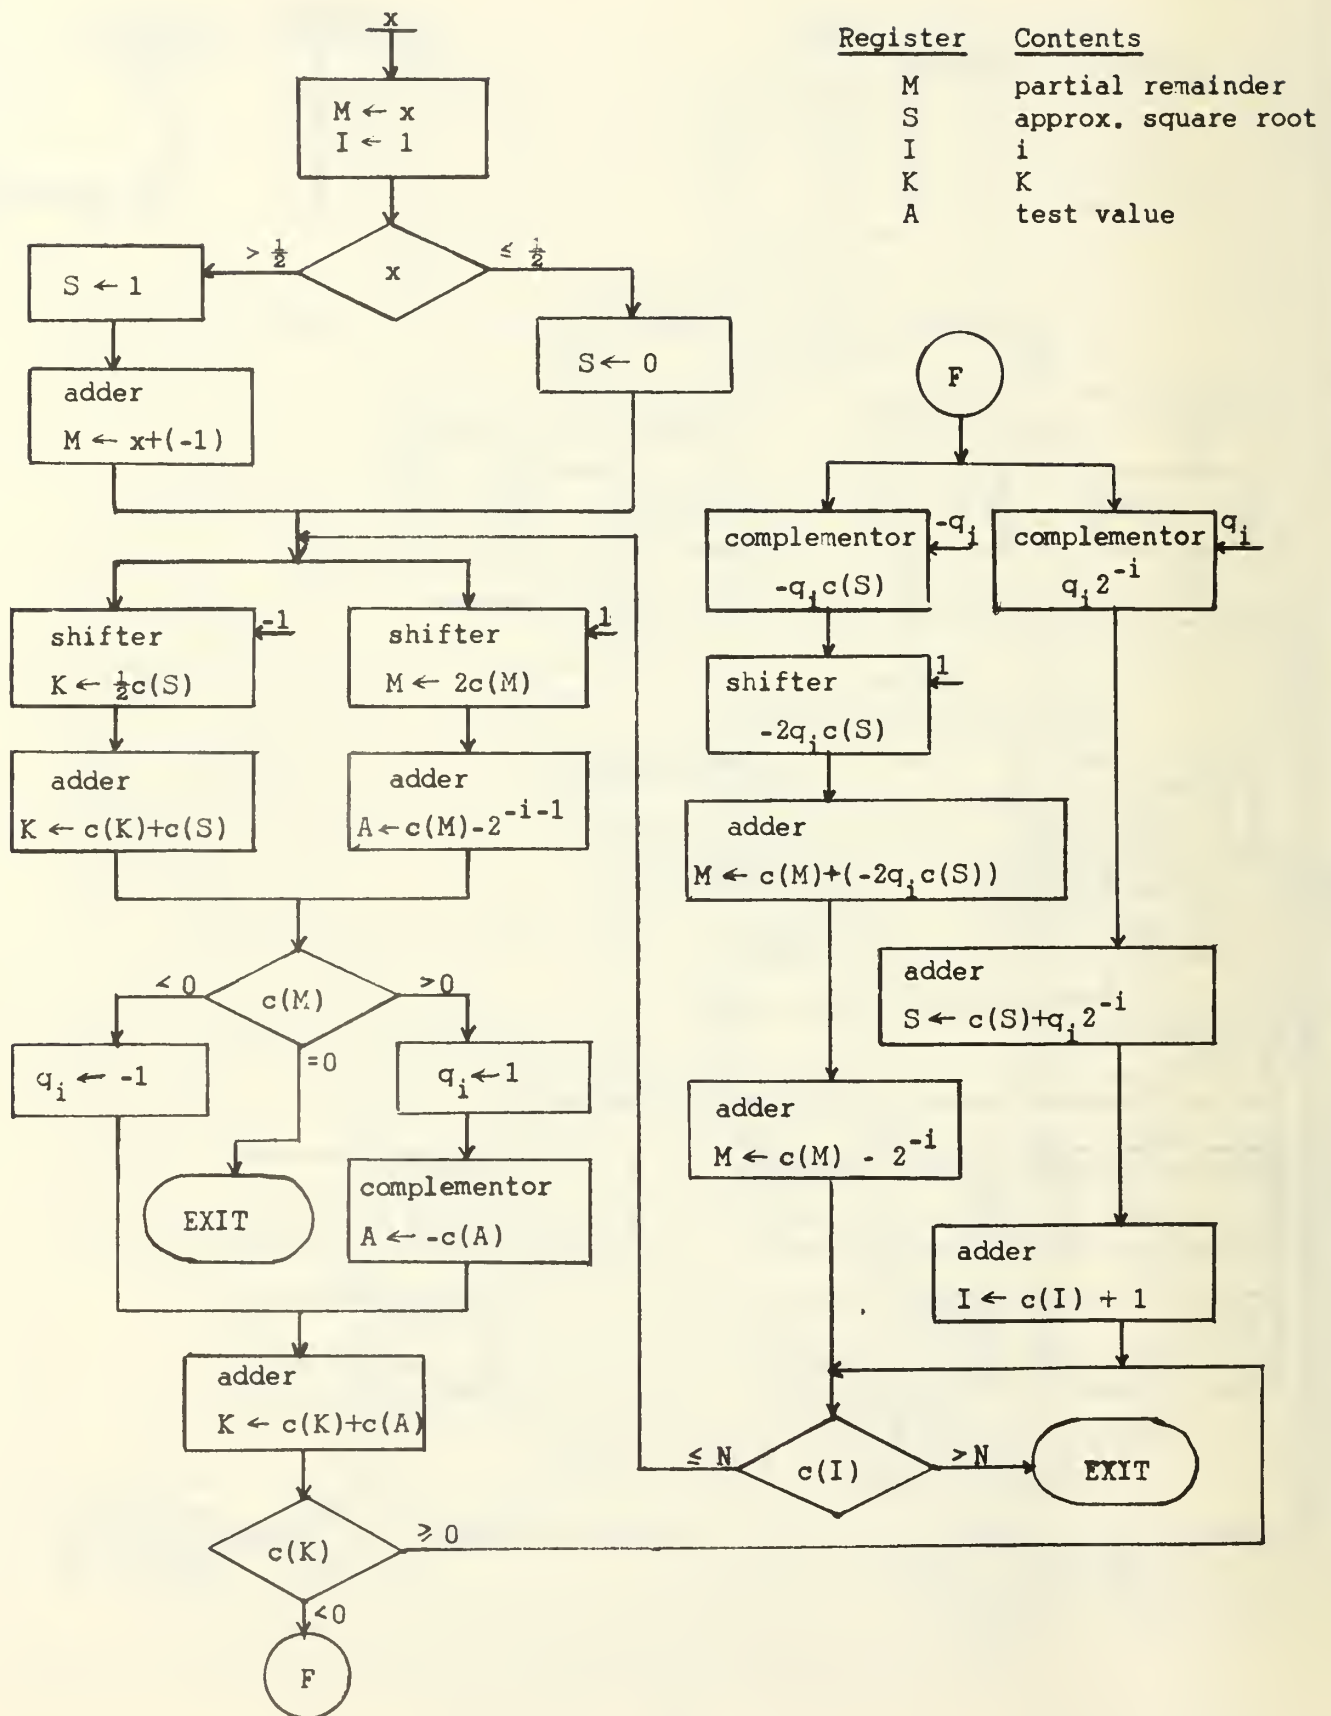 x
Register Contents
M partial remainder
S approx. square root
I i
K K
A test value
M ← x
I ← 1
x
> ½
≤ ½
S ← 1
S ← 0
adder
M ← x+(-1)
F
shifter
K ← ½c(S)
-1
shifter
M ← 2c(M)
1
adder
K ← c(K)+c(S)
adder
A ← c(M)-2^{-i-1}
c(M)
< 0
>0
=0
q_i ← -1
q_i ← 1
EXIT
complementor
A ← -c(A)
adder
K ← c(K)+c(A)
c(K)
≥ 0
<0
F
complementor
-q_i c(S)
-q_i
complementor
q_i 2^{-i}
q_i
shifter
-2q_i c(S)
1
adder
M ← c(M)+(-2q_i c(S))
adder
S ← c(S)+q_i 2^{-i}
adder
M ← c(M) - 2^{-i}
adder
I ← c(I) + 1
≤ N
c(I)
> N
EXIT